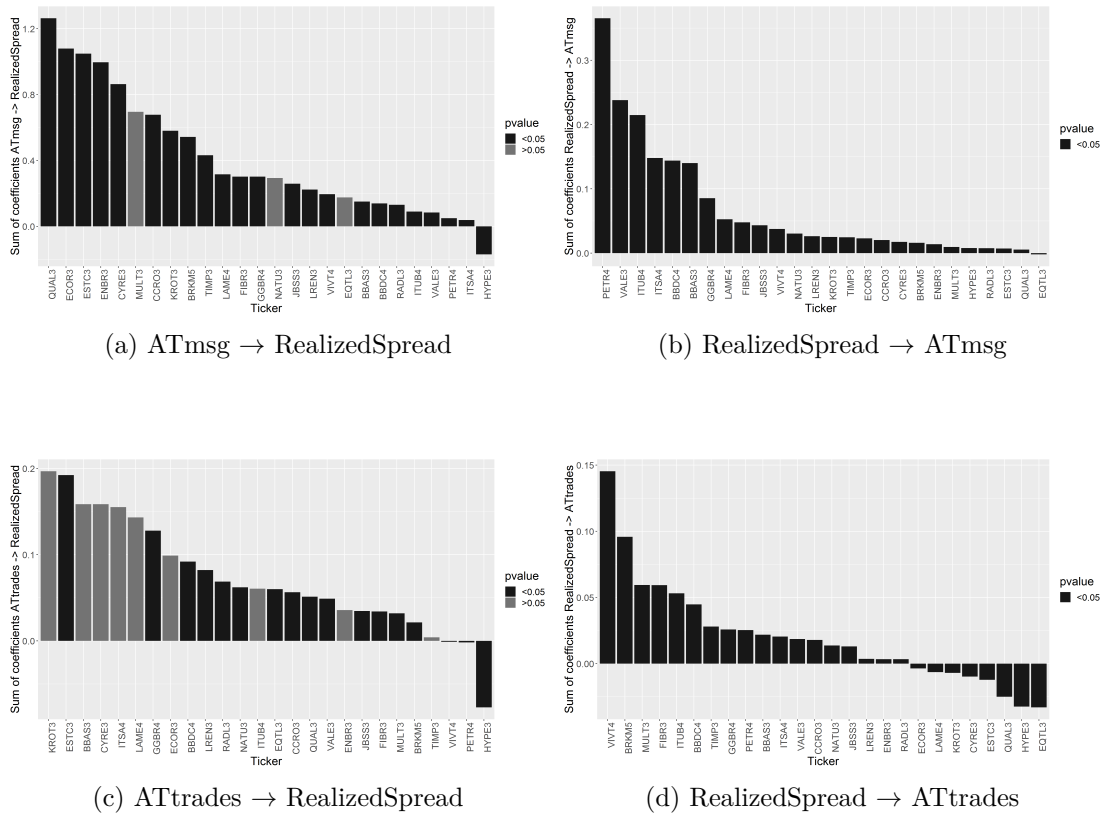 Sum of coefficients ATmsg -> RealizedSpread
1.2
0.8
0.4
0.0
QUAL3 ECOR3 ESTC3 ENBR3 CYRE3 MULT3 CCRO3 KROT3 BRKM5 TIMP3 LAME4 FIBR3 GGBR4 NATU3 JBSS3 LREN3 VIVT4 EQTL3 BBAS3 BBDC4 RADL3 ITUB4 VALE3 PETR4 ITSA4 HYPE3
Ticker
pvalue
<0.05
>0.05
(a) ATmsg → RealizedSpread
Sum of coefficients RealizedSpread -> ATmsg
0.3
0.2
0.1
0.0
PETR4 VALE3 ITUB4 ITSA4 BBDC4 BBAS3 GGBR4 LAME4 FIBR3 JBSS3 VIVT4 NATU3 LREN3 KROT3 TIMP3 ECOR3 CCRO3 CYRE3 BRKM5 ENBR3 MULT3 HYPE3 RADL3 ESTC3 QUAL3 EQTL3
Ticker
pvalue
<0.05
(b) RealizedSpread → ATmsg
Sum of coefficients ATtrades -> RealizedSpread
0.2
0.1
0.0
KROT3 ESTC3 BBAS3 CYRE3 ITSA4 LAME4 GGBR4 ECOR3 BBDC4 LREN3 RADL3 NATU3 ITUB4 EQTL3 CCRO3 QUAL3 VALE3 ENBR3 JBSS3 FIBR3 MULT3 BRKM5 TIMP3 VIVT4 PETR4 HYPE3
Ticker
pvalue
<0.05
>0.05
(c) ATtrades → RealizedSpread
Sum of coefficients RealizedSpread -> ATtrades
0.15
0.10
0.05
0.00
VIVT4 BRKM5 MULT3 FIBR3 ITUB4 BBDC4 TIMP3 GGBR4 PETR4 BBAS3 ITSA4 VALE3 CCRO3 NATU3 JBSS3 LREN3 ENBR3 RADL3 ECOR3 LAME4 KROT3 CYRE3 ESTC3 QUAL3 HYPE3 EQTL3
Ticker
pvalue
<0.05
(d) RealizedSpread → ATtrades